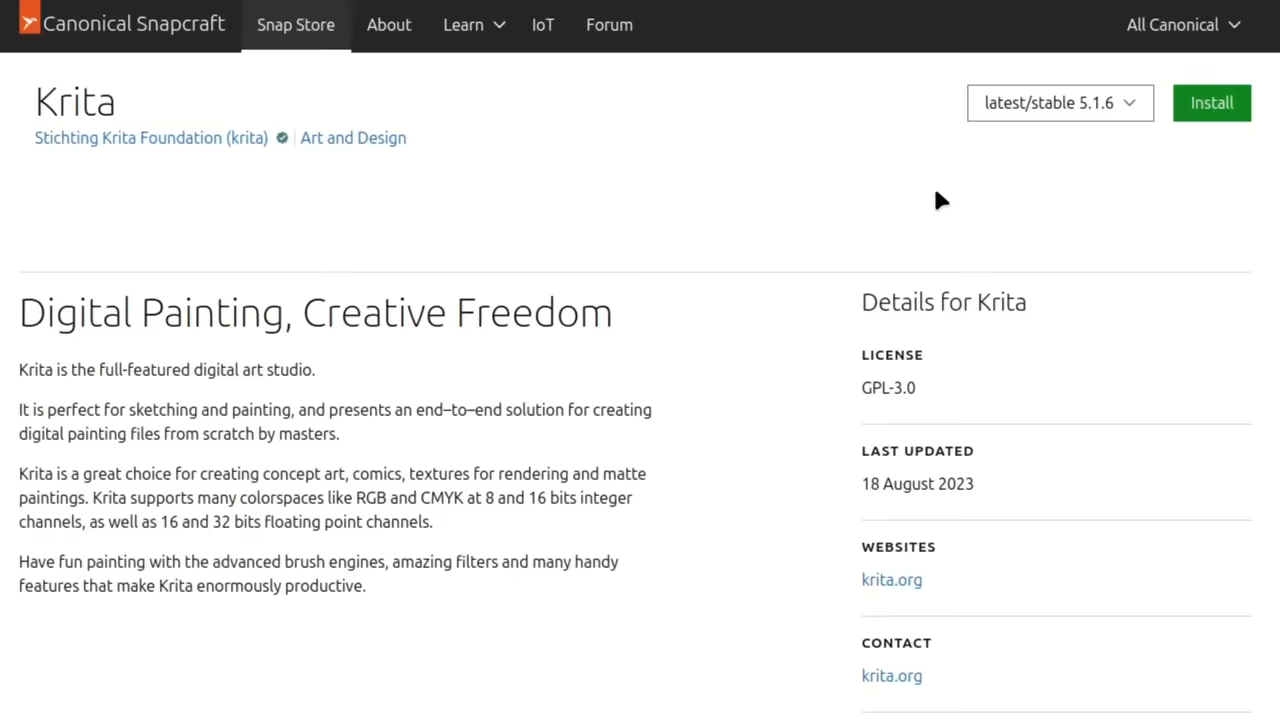 Canonical Snapcraft Snap Store About Learn IoT Forum All Canonical
Krita
latest/stable 5.1.6 Install
Stichting Krita Foundation (krita) Art and Design
Digital Painting, Creative Freedom
Krita is the full-featured digital art studio.
It is perfect for sketching and painting, and presents an end–to–end solution for creating
digital painting files from scratch by masters.
Krita is a great choice for creating concept art, comics, textures for rendering and matte
paintings. Krita supports many colorspaces like RGB and CMYK at 8 and 16 bits integer
channels, as well as 16 and 32 bits floating point channels.
Have fun painting with the advanced brush engines, amazing filters and many handy
features that make Krita enormously productive.
Details for Krita
LICENSE
GPL-3.0
LAST UPDATED
18 August 2023
WEBSITES
krita.org
CONTACT
krita.org